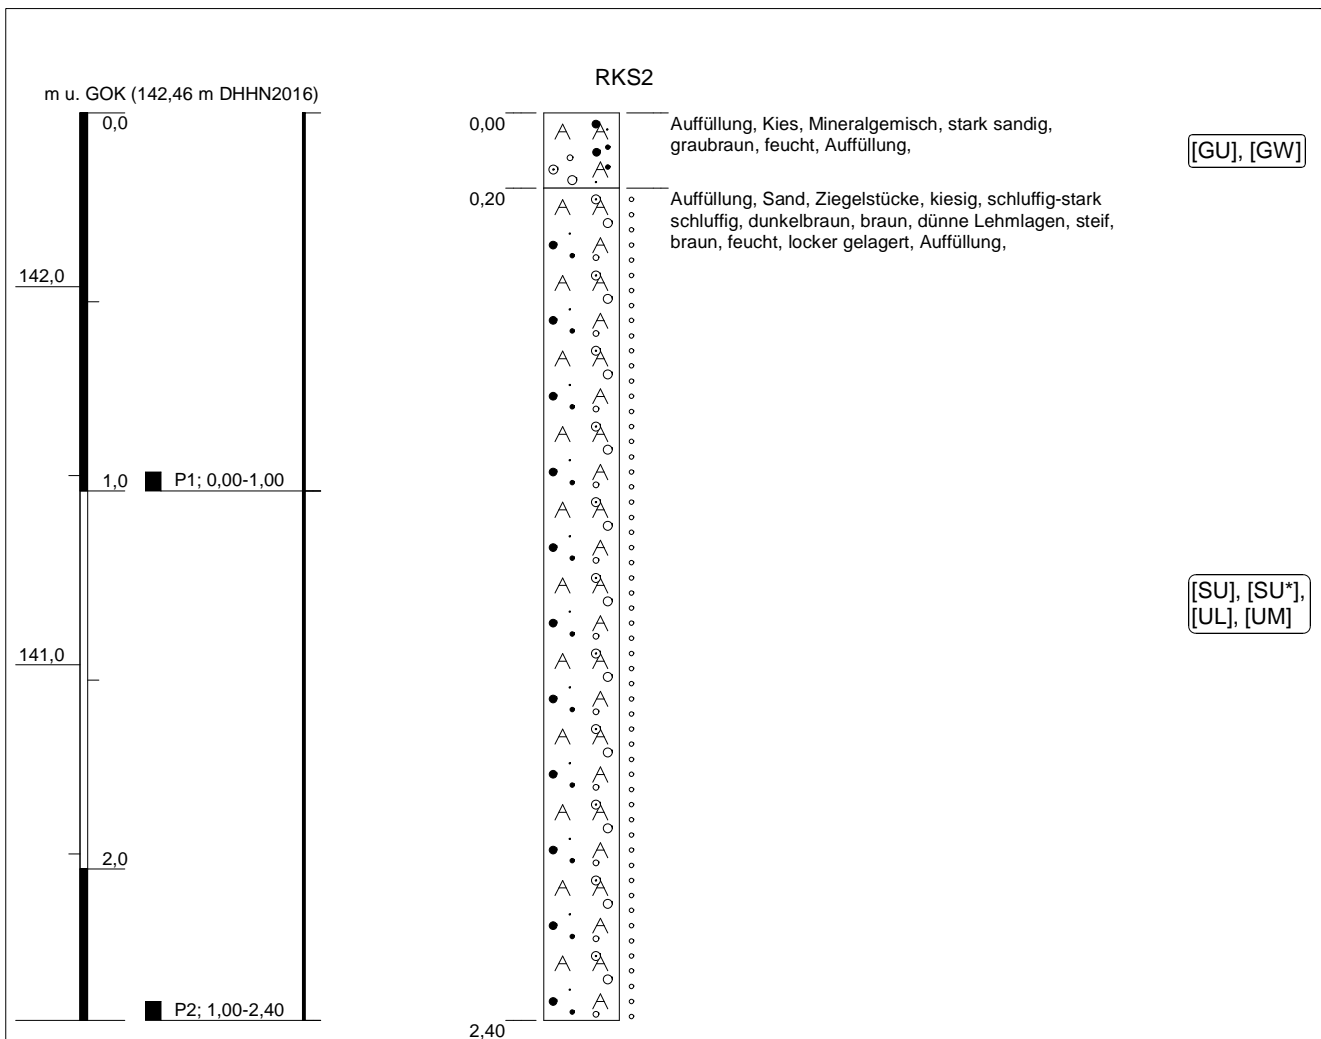 RKS2
m u. GOK (142,46 m DHHN2016)
0,0
0,00
Auffüllung, Kies, Mineralgemisch, stark sandig,
graubraun, feucht, Auffüllung,
[GU], [GW]
0,20
Auffüllung, Sand, Ziegelstücke, kiesig, schluffig-stark
schluffig, dunkelbraun, braun, dünne Lehmlagen, steif,
braun, feucht, locker gelagert, Auffüllung,
142,0
1,0
P1; 0,00-1,00
[SU], [SU*],
[UL], [UM]
141,0
2,0
P2; 1,00-2,40
2,40